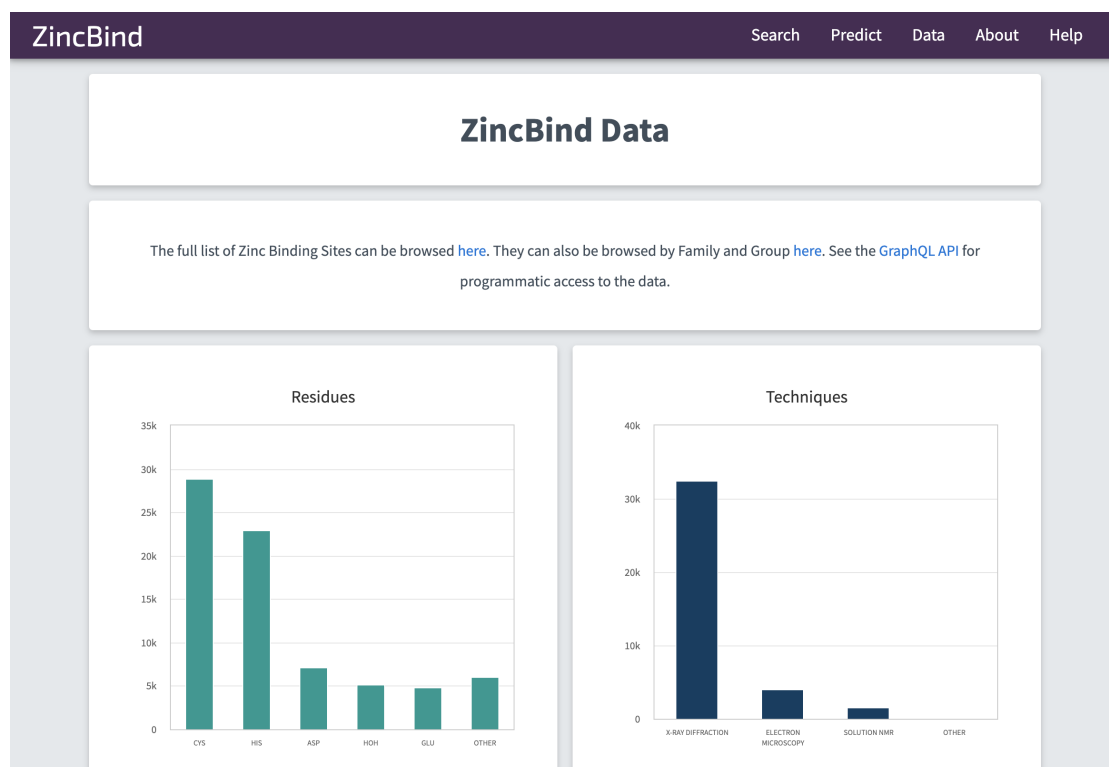 ZincBind
Search Predict Data About Help
ZincBind Data
The full list of Zinc Binding Sites can be browsed here. They can also be browsed by Family and Group here. See the GraphQL API for
programmatic access to the data.
Residues
35k
30k
25k
20k
15k
10k
5k
0
CYS HIS ASP HOH GLU OTHER
Techniques
40k
30k
20k
10k
0
X-RAY DIFFRACTION ELECTRON SOLUTION NMR OTHER
MICROSCOPY